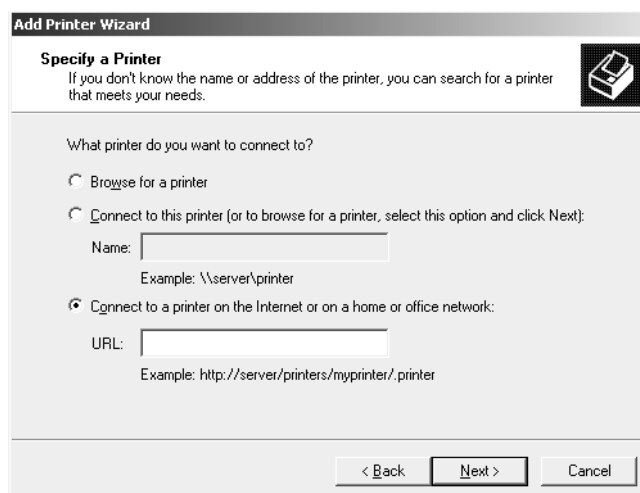 Add Printer Wizard
Specify a Printer
If you don't know the name or address of the printer, you can search for a printer
that meets your needs.
What printer do you want to connect to?
Browse for a printer
Connect to this printer (or to browse for a printer, select this option and click Next):
Name:
Example: \\server\printer
Connect to a printer on the Internet or on a home or office network:
URL:
Example: http://server/printers/myprinter/.printer
< Back Next > Cancel